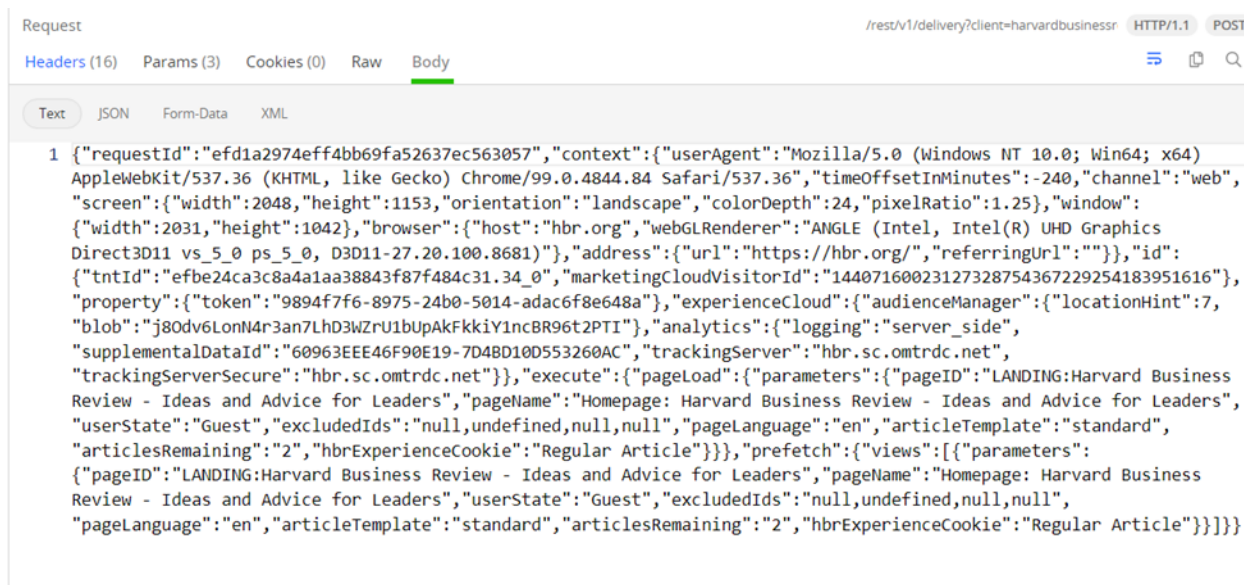 Request /rest/v1/delivery?client=harvardbusinessr HTTP/1.1 POST
Headers (16) Params (3) Cookies (0) Raw Body
Text JSON Form-Data XML
1 {"requestId":"efd1a2974eff4bb69fa52637ec563057","context":{"userAgent":"Mozilla/5.0 (Windows NT 10.0; Win64; x64)
AppleWebKit/537.36 (KHTML, like Gecko) Chrome/99.0.4844.84 Safari/537.36","timeOffsetInMinutes":-240,"channel":"web",
"screen":{"width":2048,"height":1153,"orientation":"landscape","colorDepth":24,"pixelRatio":1.25},"window":
{"width":2031,"height":1042},"browser":{"host":"hbr.org","webGLRenderer":"ANGLE (Intel, Intel(R) UHD Graphics
Direct3D11 vs_5_0 ps_5_0, D3D11-27.20.100.8681)"},"address":{"url":"https://hbr.org/","referringUrl":""}},"id":
{"tntId":"efbe24ca3c8a4a1aa38843f87f484c31.34_0","marketingCloudVisitorId":"14407160023127328754367229254183951616"},
"property":{"token":"9894f7f6-8975-24b0-5014-adac6f8e648a"},"experienceCloud":{"audienceManager":{"locationHint":7,
"blob":"j8Odv6LonN4r3an7LhD3WZrU1bUpAkFkkiY1ncBR96t2PTI"},"analytics":{"logging":"server_side",
"supplementalDataId":"60963EEE46F90E19-7D4BD10D553260AC","trackingServer":"hbr.sc.omtrdc.net",
"trackingServerSecure":"hbr.sc.omtrdc.net"}},"execute":{"pageLoad":{"parameters":{"pageID":"LANDING:Harvard Business
Review - Ideas and Advice for Leaders","pageName":"Homepage: Harvard Business Review - Ideas and Advice for Leaders",
"userState":"Guest","excludedIds":"null,undefined,null,null","pageLanguage":"en","articleTemplate":"standard",
"articlesRemaining":"2","hbrExperienceCookie":"Regular Article"}}},"prefetch":{"views":[{"parameters":
{"pageID":"LANDING:Harvard Business Review - Ideas and Advice for Leaders","pageName":"Homepage: Harvard Business
Review - Ideas and Advice for Leaders","userState":"Guest","excludedIds":"null,undefined,null,null",
"pageLanguage":"en","articleTemplate":"standard","articlesRemaining":"2","hbrExperienceCookie":"Regular Article"}}]}}